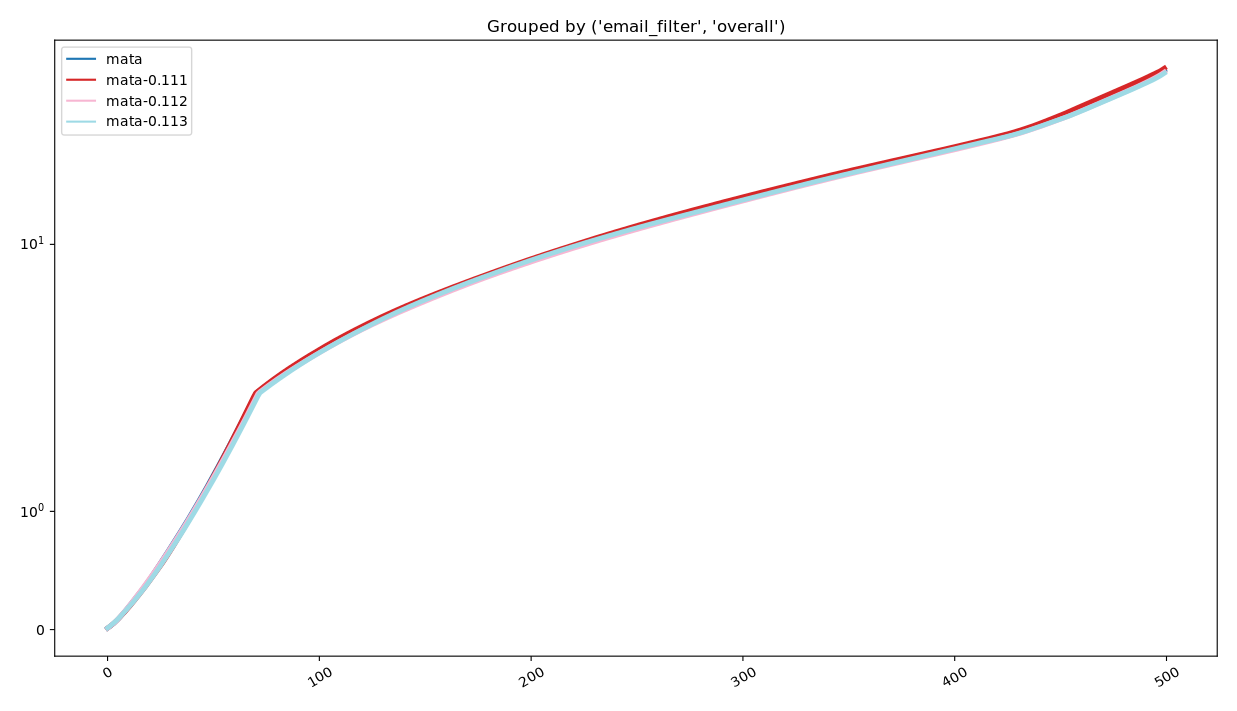 Grouped by ('email_filter', 'overall')
mata
mata-0.111
mata-0.112
mata-0.113
10¹
10⁰
0
0
100
200
300
400
500